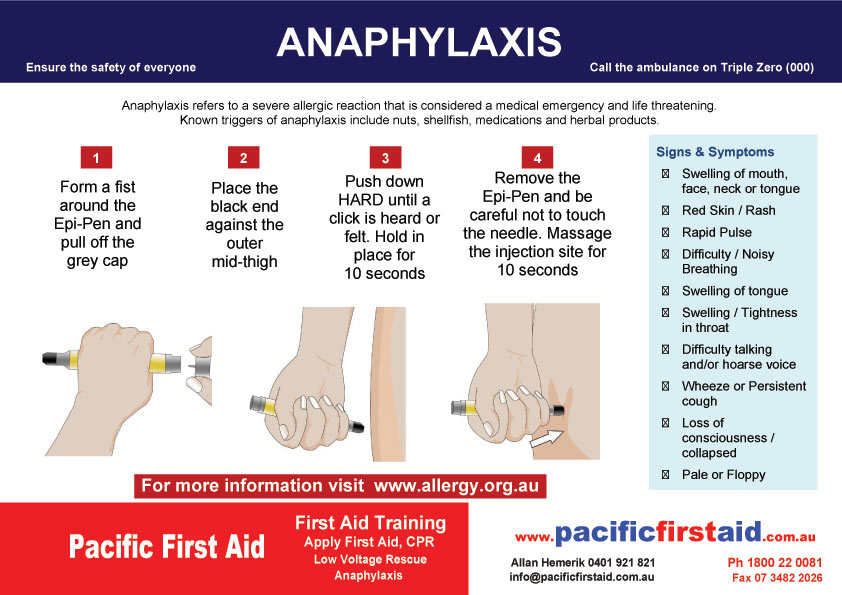 ANAPHYLAXIS
Ensure the safety of everyone
Call the ambulance on Triple Zero (000)
Anaphylaxis refers to a severe allergic reaction that is considered a medical emergency and life threatening.
Known triggers of anaphylaxis include nuts, shellfish, medications and herbal products.
1
Form a fist
around the
Epi-Pen and
pull off the
grey cap
2
Place the
black end
against the
outer
mid-thigh
3
Push down
HARD until a
click is heard or
felt. Hold in
place for
10 seconds
4
Remove the
Epi-Pen and be
careful not to touch
the needle. Massage
the injection site for
10 seconds
Signs & Symptoms
Swelling of mouth,
face, neck or tongue
Red Skin / Rash
Rapid Pulse
Difficulty / Noisy
Breathing
Swelling of tongue
Swelling / Tightness
in throat
Difficulty talking
and/or hoarse voice
Wheeze or Persistent
cough
Loss of
consciousness /
collapsed
Pale or Floppy
For more information visit www.allergy.org.au
Pacific First Aid
First Aid Training
Apply First Aid, CPR
Low Voltage Rescue
Anaphylaxis
www.pacificfirstaid.com.au
Allan Hemerik 0401 921 821
info@pacificfirstaid.com.au
Ph 1800 22 0081
Fax 07 3482 2026